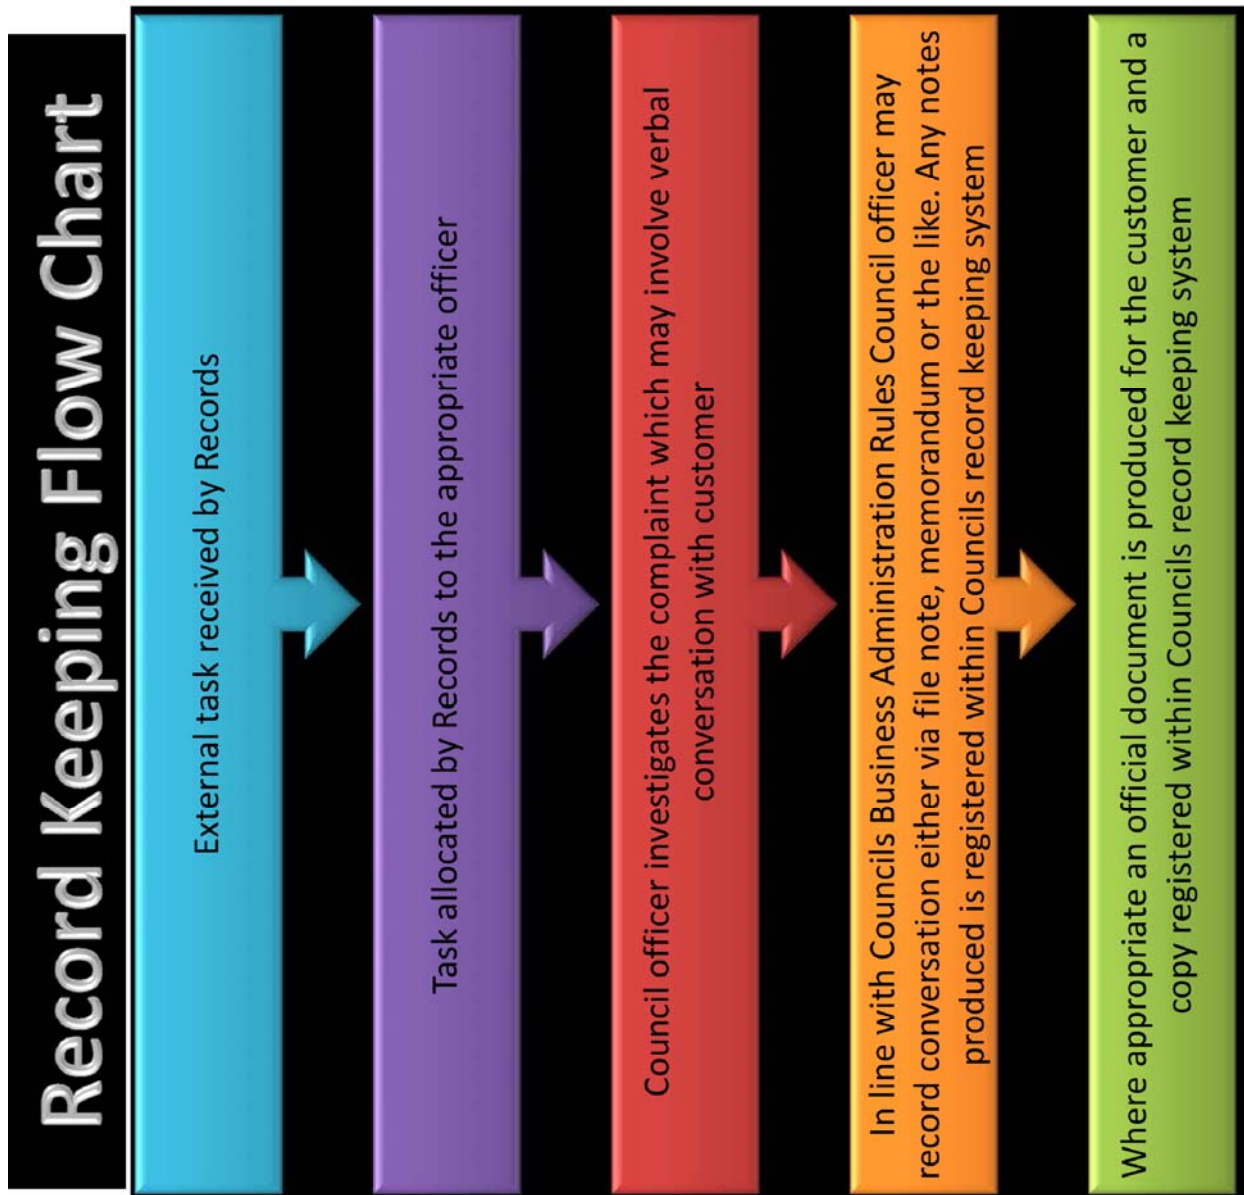 Record Keeping Flow Chart
External task received by Records
Task allocated by Records to the appropriate officer
Council officer investigates the complaint which may involve verbal
conversation with customer
In line with Councils Business Administration Rules Council officer may
record conversation either via file note, memorandum or the like. Any notes
produced is registered within Councils record keeping system
Where appropriate an official document is produced for the customer and a
copy registered within Councils record keeping system